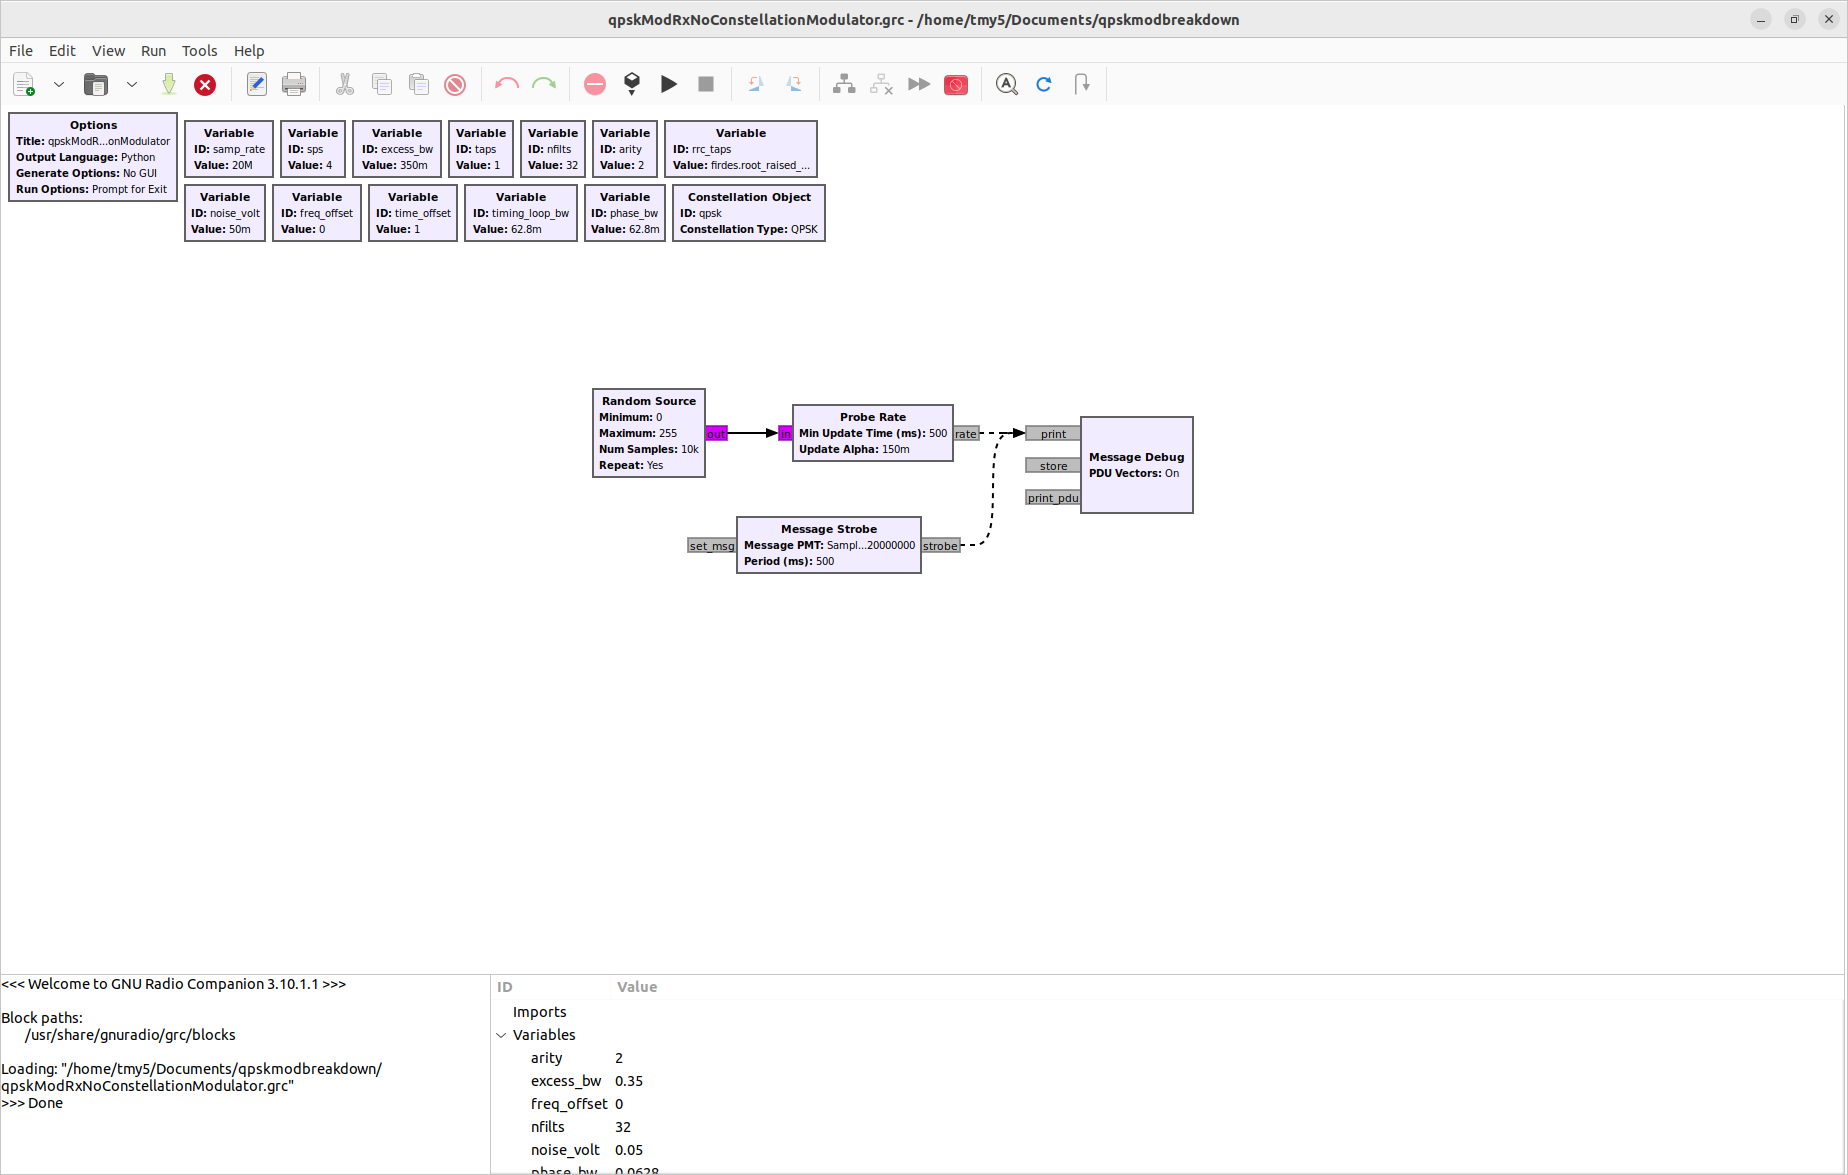 qpskModRxNoConstellationModulator.grc - /home/tmy5/Documents/qpskmodbreakdown
File Edit View Run Tools Help
Options
Title: qpskModR...onModulator
Output Language: Python
Generate Options: No GUI
Run Options: Prompt for Exit
Variable
ID: samp_rate
Value: 20M
Variable
ID: sps
Value: 4
Variable
ID: excess_bw
Value: 350m
Variable
ID: taps
Value: 1
Variable
ID: nfilts
Value: 32
Variable
ID: arity
Value: 2
Variable
ID: rrc_taps
Value: firdes.root_raised_...
Variable
ID: noise_volt
Value: 50m
Variable
ID: freq_offset
Value: 0
Variable
ID: time_offset
Value: 1
Variable
ID: timing_loop_bw
Value: 62.8m
Variable
ID: phase_bw
Value: 62.8m
Constellation Object
ID: qpsk
Constellation Type: QPSK
Random Source
Minimum: 0
Maximum: 255
Num Samples: 10k
Repeat: Yes
out
in
Probe Rate
Min Update Time (ms): 500
Update Alpha: 150m
rate
print
store
print_pdu
Message Debug
PDU Vectors: On
set_msg
Message Strobe
Message PMT: Sampl...20000000
Period (ms): 500
strobe
<<< Welcome to GNU Radio Companion 3.10.1.1 >>>
Block paths:
/usr/share/gnuradio/grc/blocks
Loading: "/home/tmy5/Documents/qpskmodbreakdown/
qpskModRxNoConstellationModulator.grc"
>>> Done
ID Value
Imports
Variables
arity 2
excess_bw 0.35
freq_offset 0
nfilts 32
noise_volt 0.05
phase_bw 0.0628